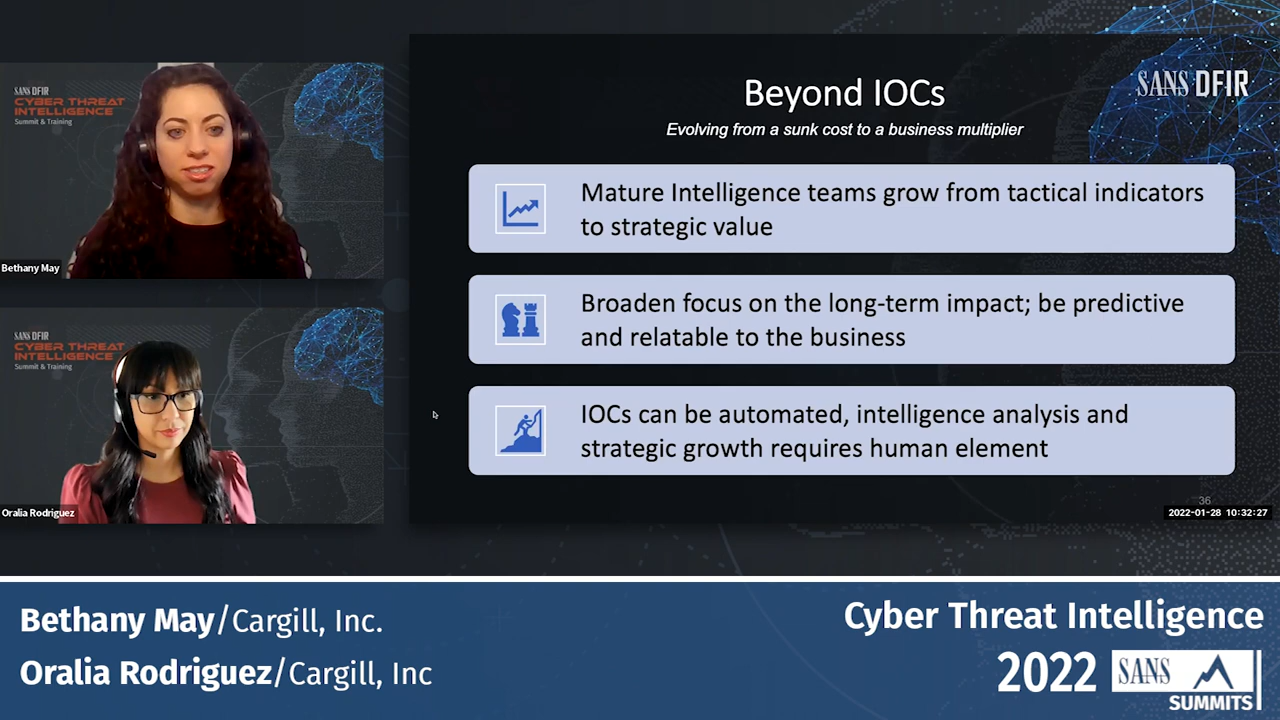 SANS DFIR
CYBER THREAT
INTELLIGENCE
Summit & Training
Bethany May
SANS DFIR
CYBER THREAT
INTELLIGENCE
Summit & Training
Oralia Rodriguez
SANS DFIR
Beyond IOCs
Evolving from a sunk cost to a business multiplier
Mature Intelligence teams grow from tactical indicators
to strategic value
Broaden focus on the long-term impact; be predictive
and relatable to the business
IOCs can be automated, intelligence analysis and
strategic growth requires human element
36
2022-01-28 10:32:27
Bethany May/Cargill, Inc.
Oralia Rodriguez/Cargill, Inc
Cyber Threat Intelligence
2022
SANS
SUMMITS